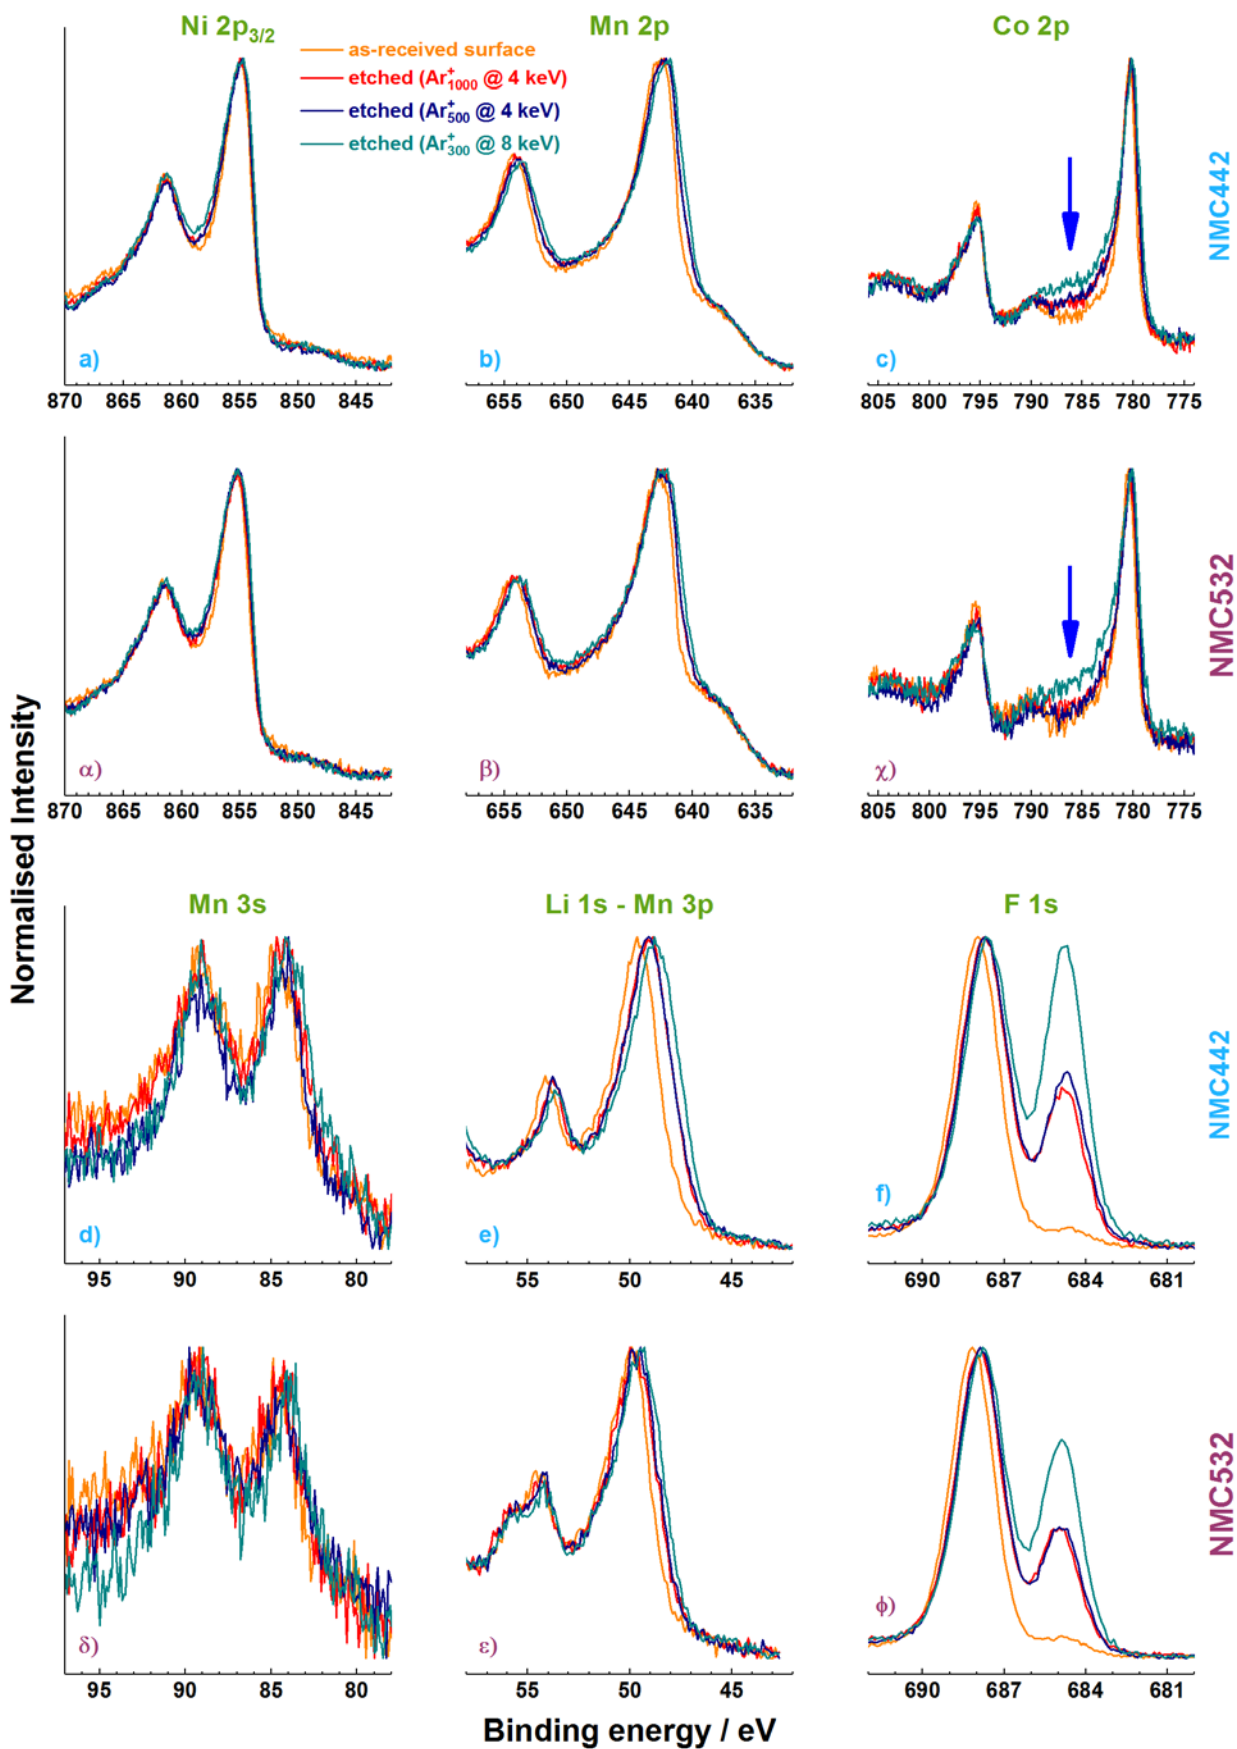 Ni 2p3/2
Mn 2p
Co 2p
as-received surface
etched (Ar+1000 @ 4 keV)
etched (Ar+500 @ 4 keV)
etched (Ar+300 @ 8 keV)
NMC442
a)
b)
c)
870 865 860 855 850 845
655 650 645 640 635
805 800 795 790 785 780 775
NMC532
α)
β)
χ)
870 865 860 855 850 845
655 650 645 640 635
805 800 795 790 785 780 775
Normalised Intensity
Mn 3s
Li 1s - Mn 3p
F 1s
NMC442
d)
e)
f)
95 90 85 80
55 50 45
690 687 684 681
NMC532
δ)
ε)
ϕ)
95 90 85 80
55 50 45
690 687 684 681
Binding energy / eV